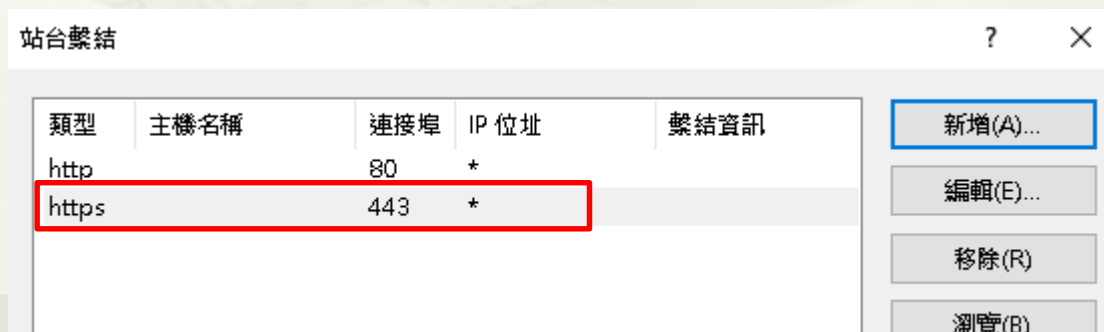 站台繫結 ? ×
類型 主機名稱 連接埠 IP 位址 繫結資訊
http 80 *
https 443 *
新增(A)...
編輯(E)...
移除(R)
瀏覽(B)